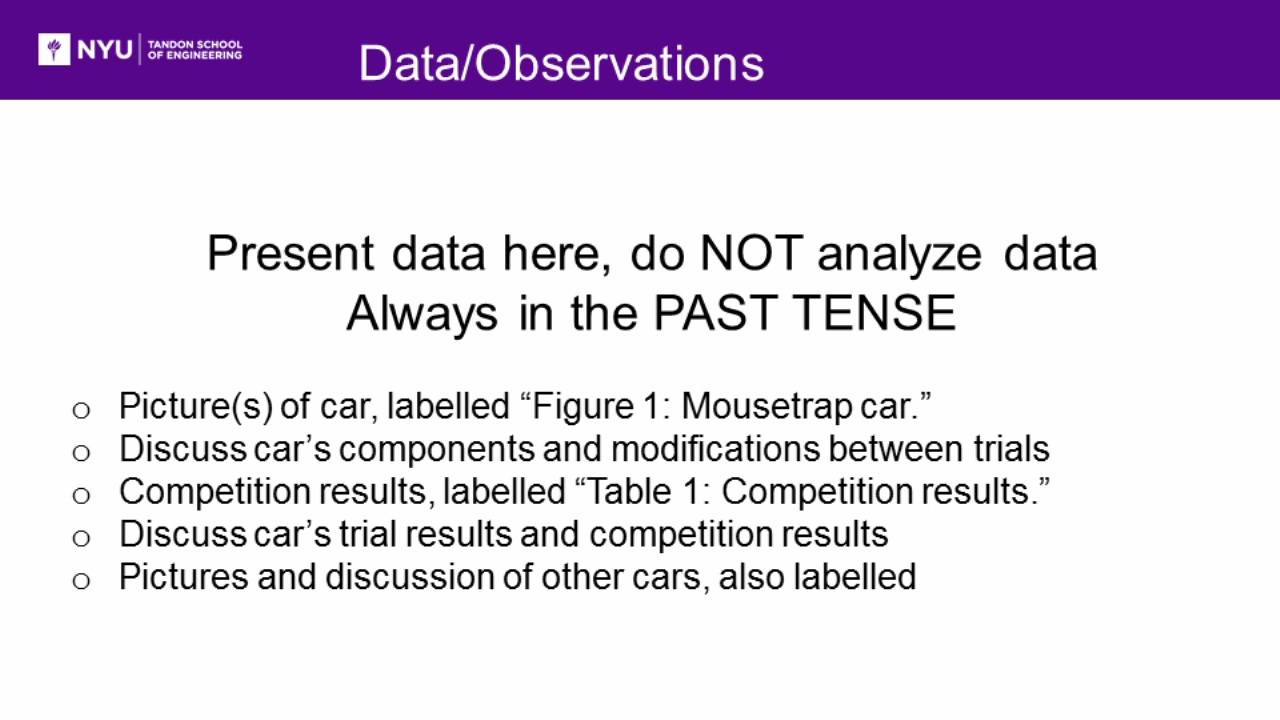 NYU TANDON SCHOOL
OF ENGINEERING
Data/Observations
Present data here, do NOT analyze data
Always in the PAST TENSE
o Picture(s) of car, labelled “Figure 1: Mousetrap car.”
o Discuss car’s components and modifications between trials
o Competition results, labelled “Table 1: Competition results.”
o Discuss car’s trial results and competition results
o Pictures and discussion of other cars, also labelled